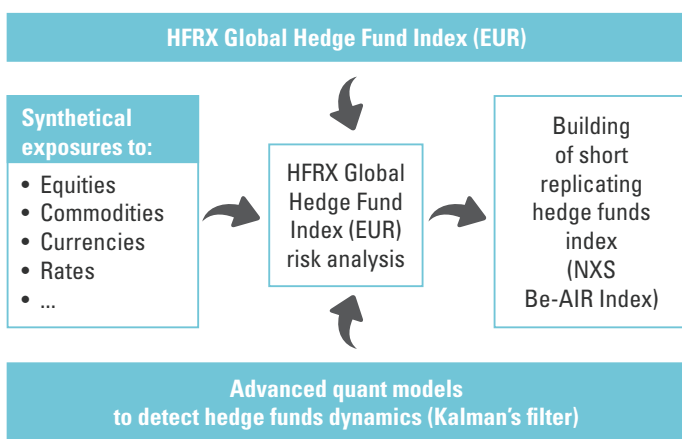 HFRX Global Hedge Fund Index (EUR)
Synthetical
exposures to:
• Equities
• Commodities
• Currencies
• Rates
• ...
HFRX Global
Hedge Fund
Index (EUR)
risk analysis
Building
of short
replicating
hedge funds
index
(NXS
Be-AIR Index)
Advanced quant models
to detect hedge funds dynamics (Kalman's filter)